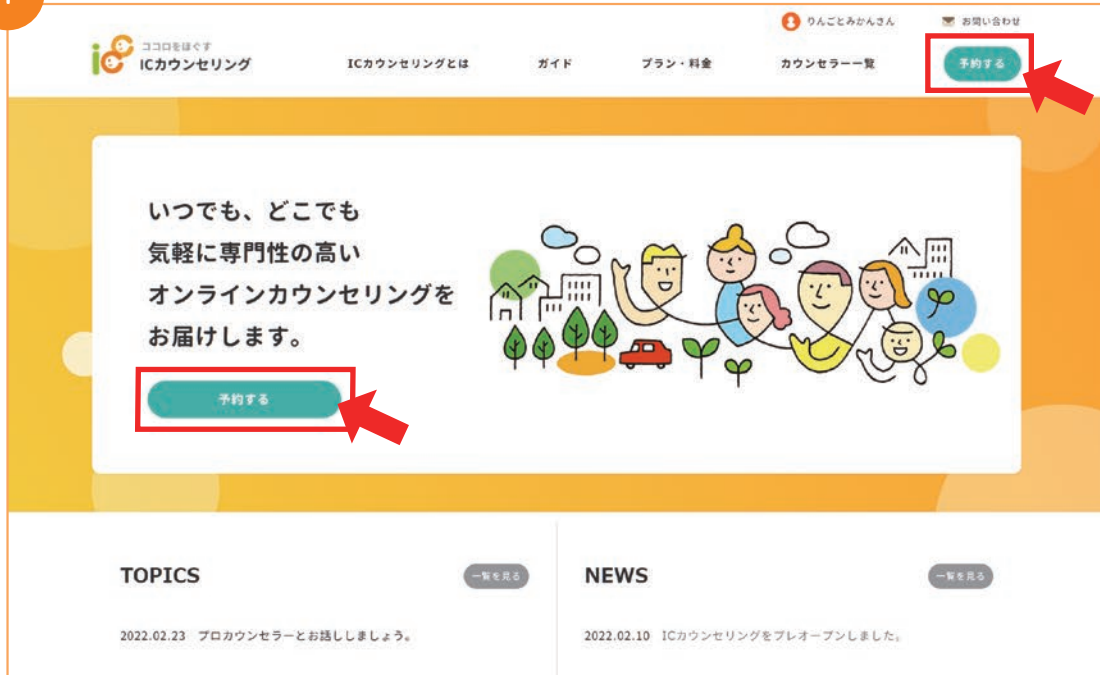 りんごとみかんさん
お問い合わせ
ココロをほぐす
ICカウンセリング
ICカウンセリングとは
ガイド
プラン・料金
カウンセラー一覧
予約する
いつでも、どこでも
気軽に専門性の高い
オンラインカウンセリングを
お届けします。
予約する
TOPICS
一覧を見る
2022.02.23 プロカウンセラーとお話ししましょう。
NEWS
一覧を見る
2022.02.10 ICカウンセリングをプレオープンしました。